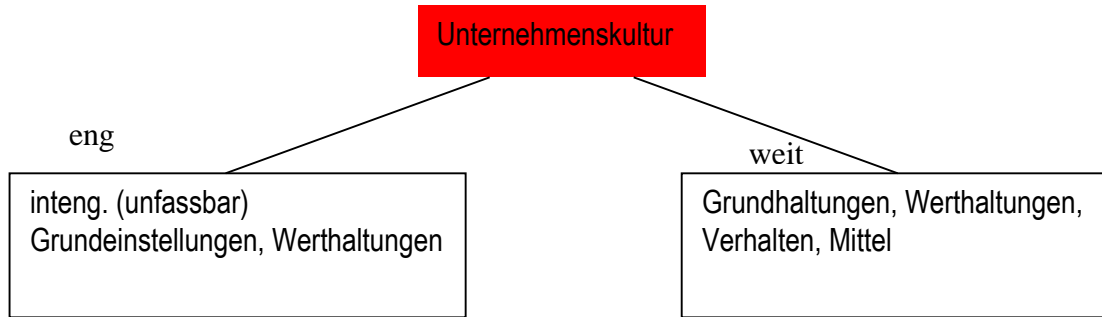 Unternehmenskultur
eng
weit
inteng. (unfassbar)
Grundeinstellungen, Werthaltungen
Grundhaltungen, Werthaltungen,
Verhalten, Mittel